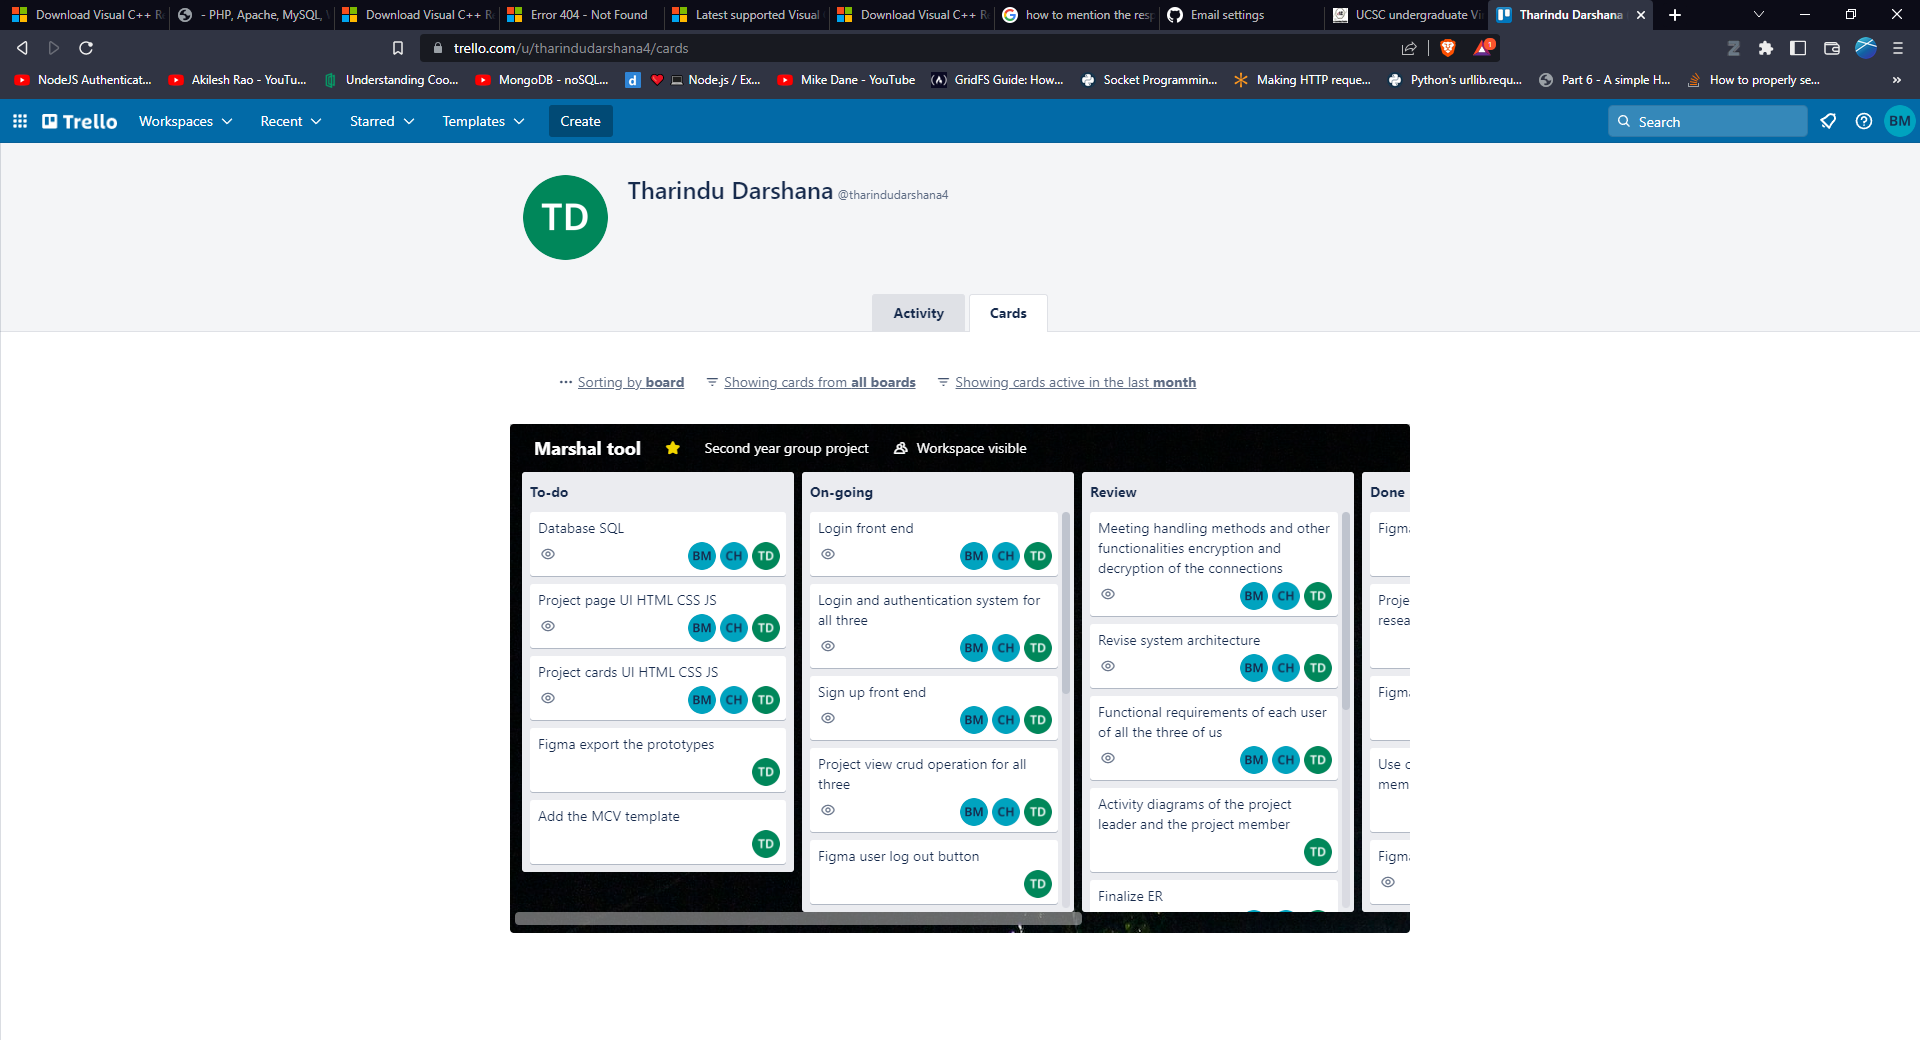 Download Visual C++ Re
- PHP, Apache, MySQL,
Download Visual C++ Re
Error 404 - Not Found
Latest supported Visual
Download Visual C++ Re
how to mention the resp
Email settings
UCSC undergraduate Vi
Tharindu Darshana
trello.com/u/tharindudarshana4/cards
1
NodeJS Authenticat...
Akilesh Rao - YouTu...
Understanding Coo...
MongoDB - noSQL...
d
Node.js / Ex...
Mike Dane - YouTube
GridFS Guide: How...
Socket Programmin...
Making HTTP reque...
Python's urllib.requ...
Part 6 - A simple H...
How to properly se...
Trello
Workspaces
Recent
Starred
Templates
Create
Search
BM
TD
Tharindu Darshana @tharindudarshana4
Activity
Cards
Sorting by board
Showing cards from all boards
Showing cards active in the last month
Marshal tool
Second year group project
Workspace visible
To-do
Database SQL
BM CH TD
Project page UI HTML CSS JS
BM CH TD
Project cards UI HTML CSS JS
BM CH TD
Figma export the prototypes
TD
Add the MCV template
TD
On-going
Login front end
BM CH TD
Login and authentication system for
all three
BM CH TD
Sign up front end
BM CH TD
Project view crud operation for all
three
BM CH TD
Figma user log out button
TD
Review
Meeting handling methods and other
functionalities encryption and
decryption of the connections
BM CH TD
Revise system architecture
BM CH TD
Functional requirements of each user
of all the three of us
BM CH TD
Activity diagrams of the project
leader and the project member
TD
Finalize ER
Done
Figma
Proje
resea
Figma
Use c
mem
Figma